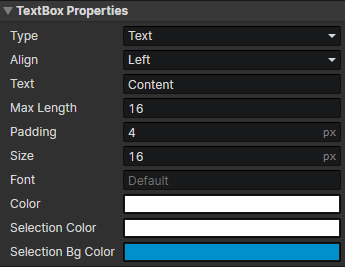 TextBox Properties
Type Text
Align Left
Text Content
Max Length 16
Padding 4 px
Size 16 px
Font Default
Color
Selection Color
Selection Bg Color